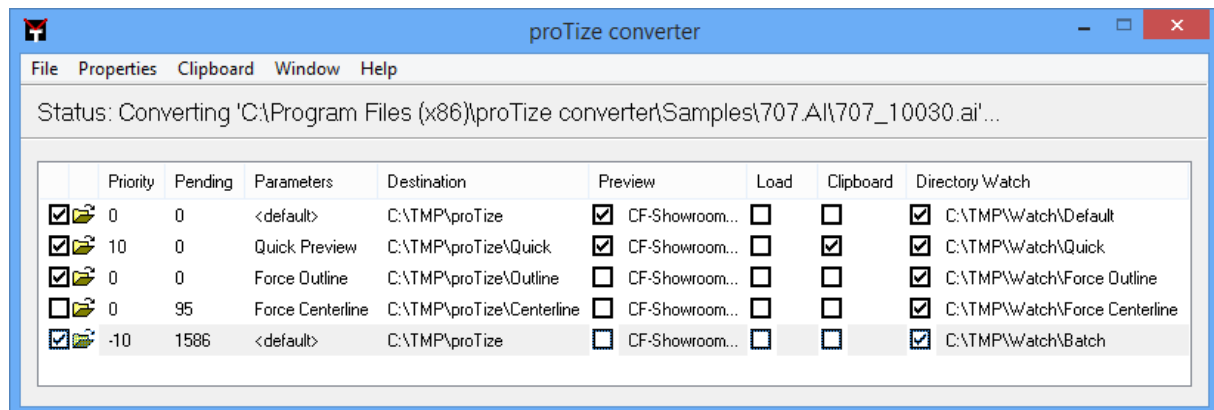 proTize converter
File Properties Clipboard Window Help
Status: Converting 'C:\Program Files (x86)\proTize converter\Samples\707.AI\707_10030.ai'...
Priority Pending Parameters Destination Preview Load Clipboard Directory Watch
0 0 <default> C:\TMP\proTize CF-Showroom... C:\TMP\Watch\Default
10 0 Quick Preview C:\TMP\proTize\Quick CF-Showroom... C:\TMP\Watch\Quick
0 0 Force Outline C:\TMP\proTize\Outline CF-Showroom... C:\TMP\Watch\Force Outline
0 95 Force Centerline C:\TMP\proTize\Centerline CF-Showroom... C:\TMP\Watch\Force Centerline
-10 1586 <default> C:\TMP\proTize CF-Showroom... C:\TMP\Watch\Batch